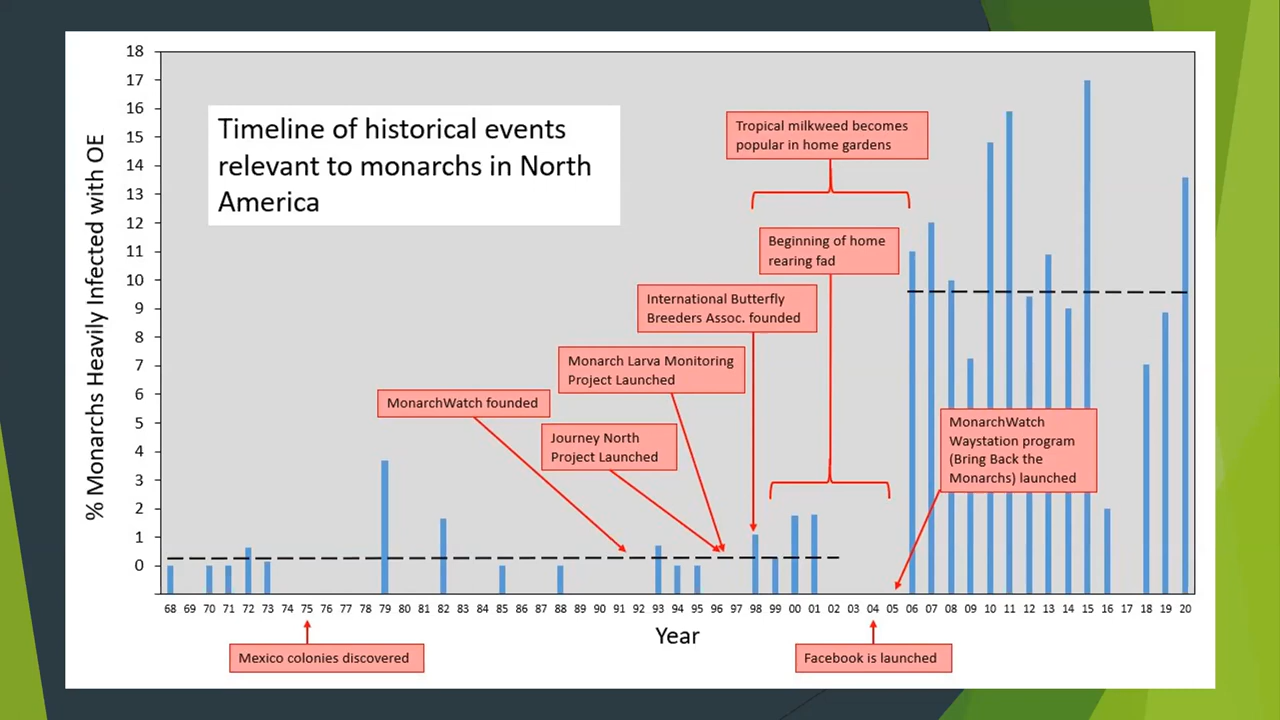 18
17
16
15
14
13
12
11
10
9
8
7
6
5
4
3
2
1
0
% Monarchs Heavily Infected with OE
Timeline of historical events
relevant to monarchs in North
America
Tropical milkweed becomes
popular in home gardens
Beginning of home
rearing fad
International Butterfly
Breeders Assoc. founded
Monarch Larva Monitoring
Project Launched
MonarchWatch founded
Journey North
Project Launched
MonarchWatch
Waystation program
(Bring Back the
Monarchs) launched
68 69 70 71 72 73 74 75 76 77 78 79 80 81 82 83 84 85 86 87 88 89 90 91 92 93 94 95 96 97 98 99 00 01 02 03 04 05 06 07 08 09 10 11 12 13 14 15 16 17 18 19 20
Year
Mexico colonies discovered
Facebook is launched